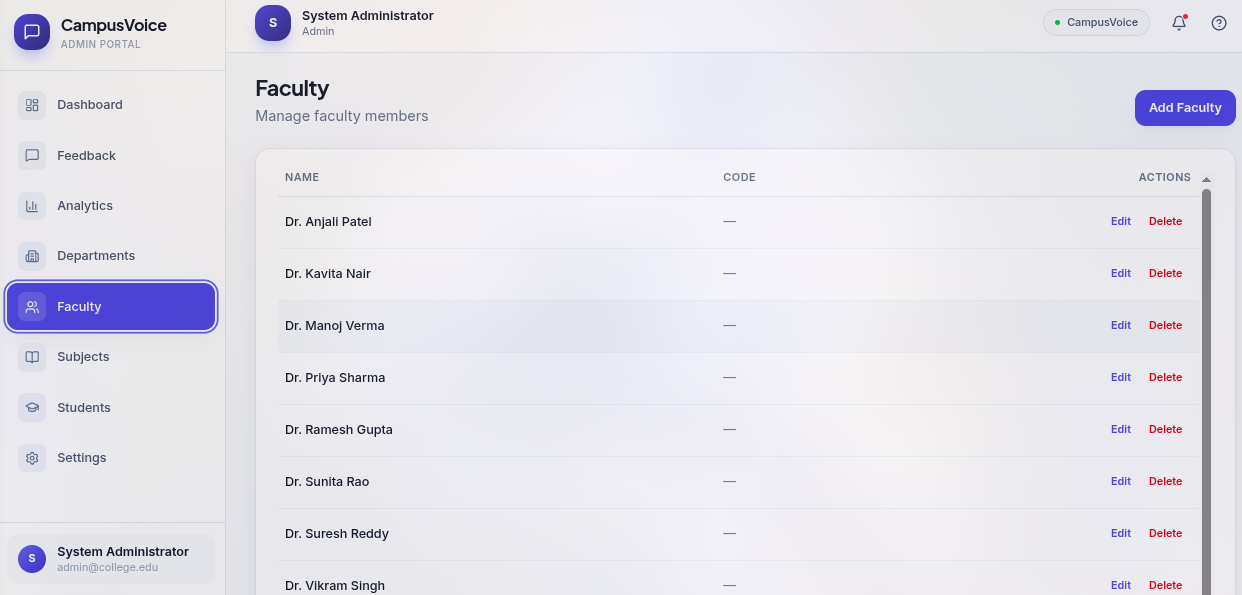 CampusVoice
ADMIN PORTAL
Dashboard
Feedback
Analytics
Departments
Faculty
Subjects
Students
Settings
S
System Administrator
admin@college.edu
S
System Administrator
Admin
CampusVoice
Faculty
Manage faculty members
Add Faculty
NAME CODE ACTIONS
Dr. Anjali Patel — Edit Delete
Dr. Kavita Nair — Edit Delete
Dr. Manoj Verma — Edit Delete
Dr. Priya Sharma — Edit Delete
Dr. Ramesh Gupta — Edit Delete
Dr. Sunita Rao — Edit Delete
Dr. Suresh Reddy — Edit Delete
Dr. Vikram Singh — Edit Delete